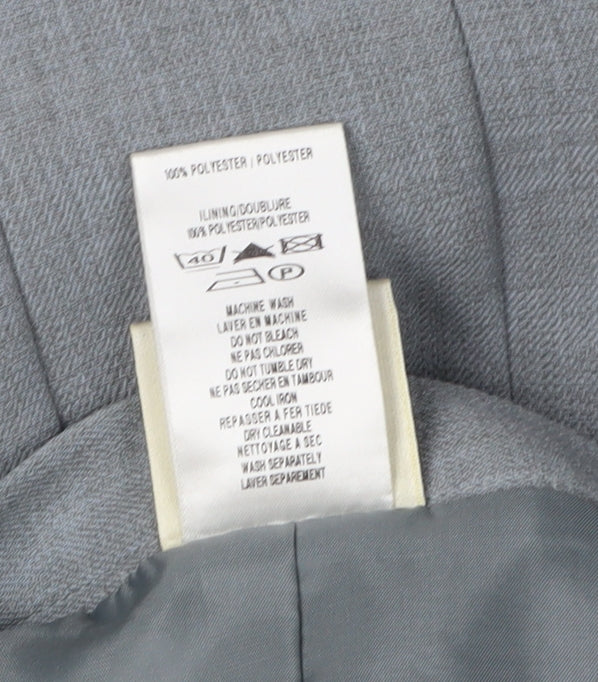 100% POLYESTER / POLYESTER
ILINING/DOUBLURE
100% POLYESTER/POLYESTER
40
P
MACHINE WASH
LAVER EN MACHINE
DO NOT BLEACH
NE PAS CHLORER
DO NOT TUMBLE DRY
NE PAS SECHER EN TAMBOUR
COOL IRON
REPASSER A FER TIEDE
DRY CLEANABLE
NETTOYAGE A SEC
WASH SEPARATELY
LAVER SEPAREMENT